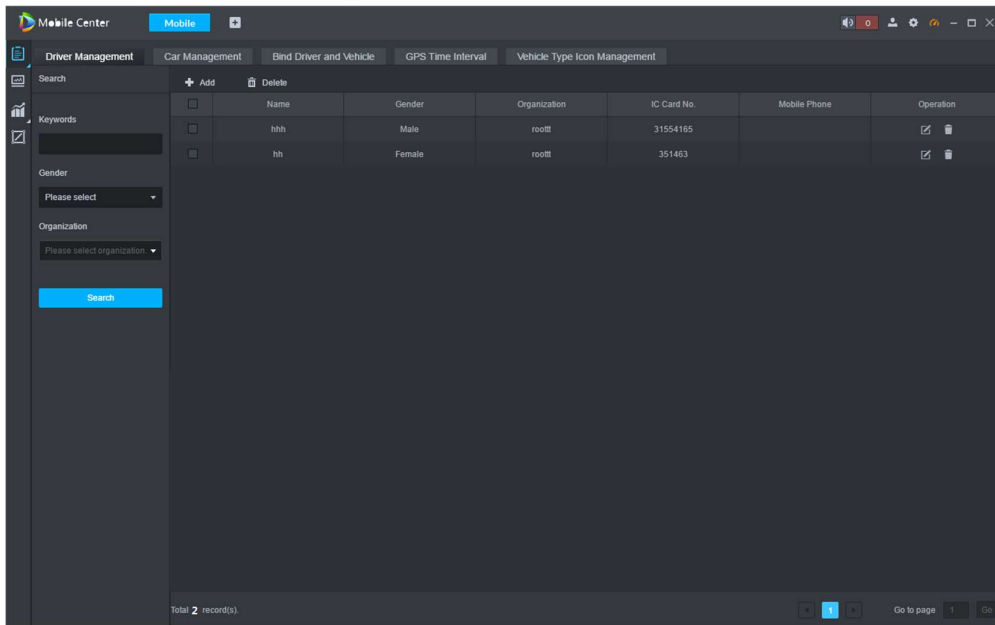 Mobile Center
Mobile
0
Driver Management
Car Management
Bind Driver and Vehicle
GPS Time Interval
Vehicle Type Icon Management
Search
Add
Delete
Name
Gender
Organization
IC Card No.
Mobile Phone
Operation
hhh
Male
roottt
31554165
hh
Female
roottt
351463
Keywords
Gender
Please select
Organization
Please select organization
Search
Total 2 record(s).
«
1
»
Go to page
1
Go